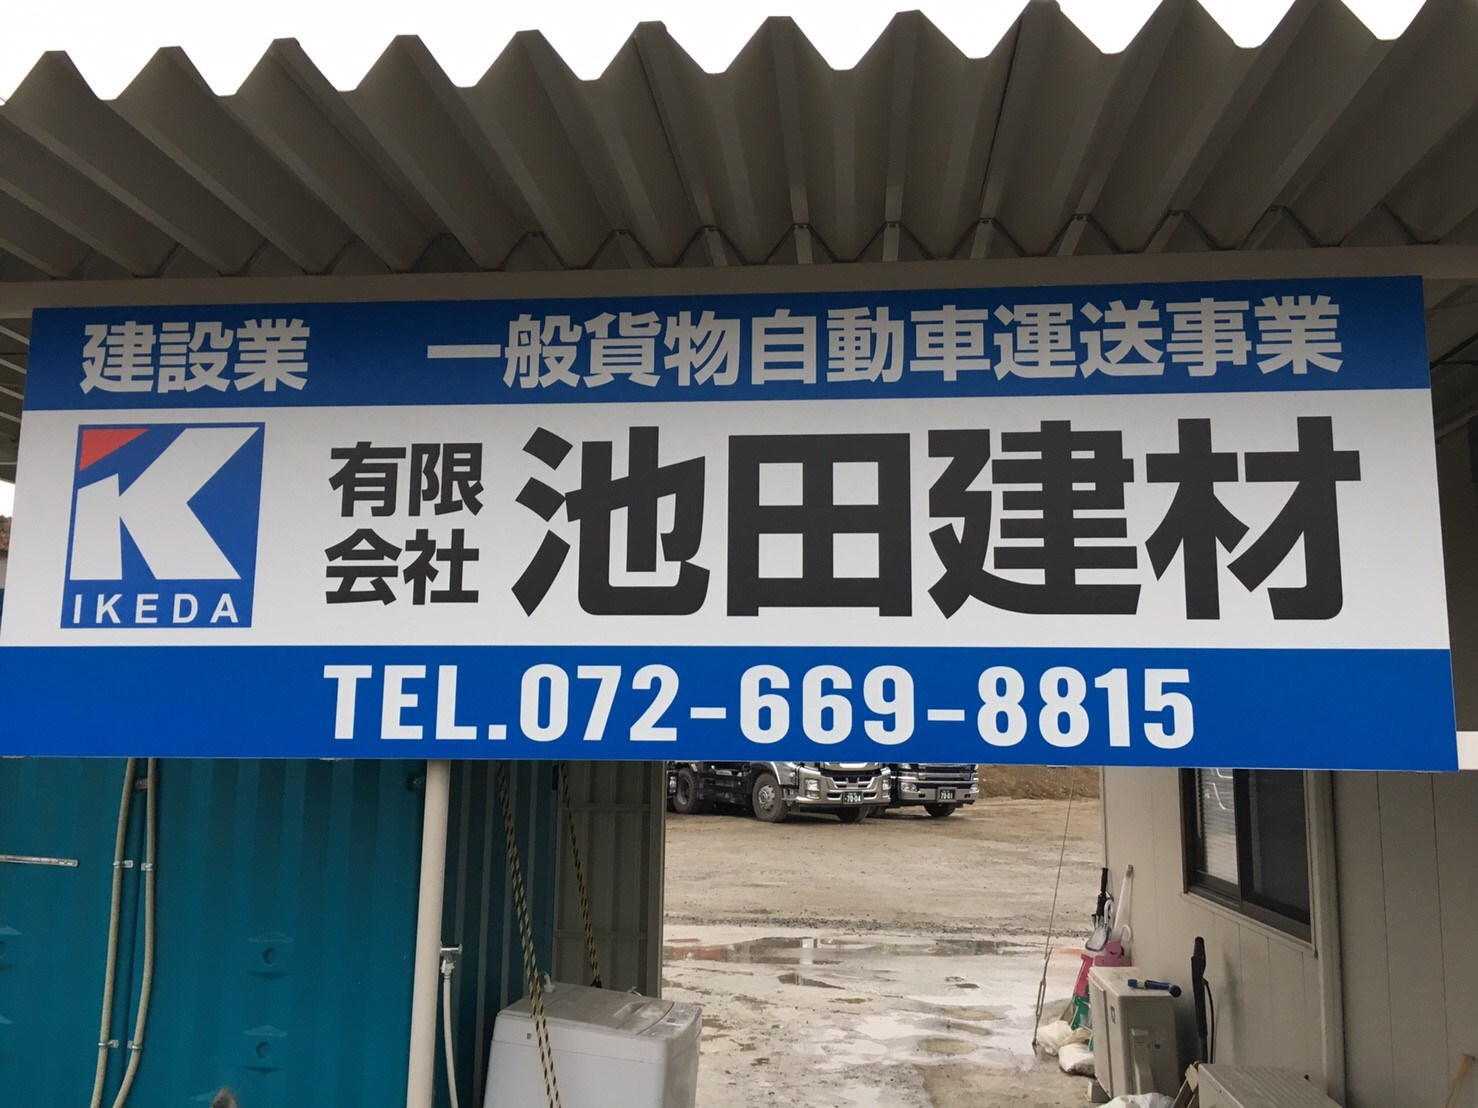 建設業 一般貨物自動車運送事業
K
IKEDA
有限
会社
池田建材
TEL.072-669-8815